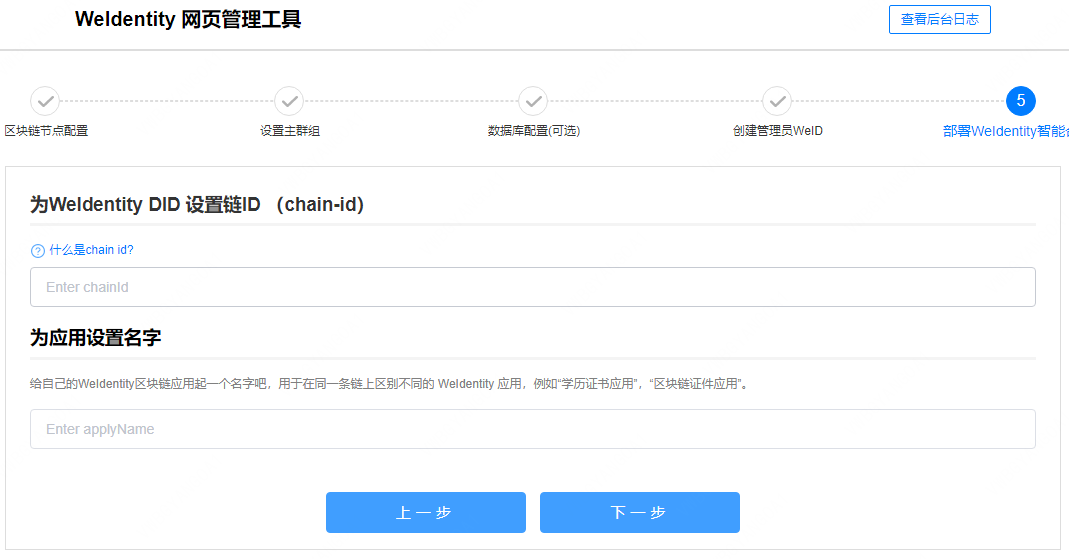 WeIdentity 网页管理工具
查看后台日志
5
区块链节点配置
设置主群组
数据库配置(可选)
创建管理员WeID
部署WeIdentity智能
为WeIdentity DID 设置链ID （chain-id）
? 什么是chain id?
Enter chainId
为应用设置名字
给自己的WeIdentity区块链应用起一个名字吧，用于在同一条链上区别不同的 WeIdentity 应用，例如“学历证书应用”，“区块链证件应用”。
Enter applyName
上 一 步
下 一 步